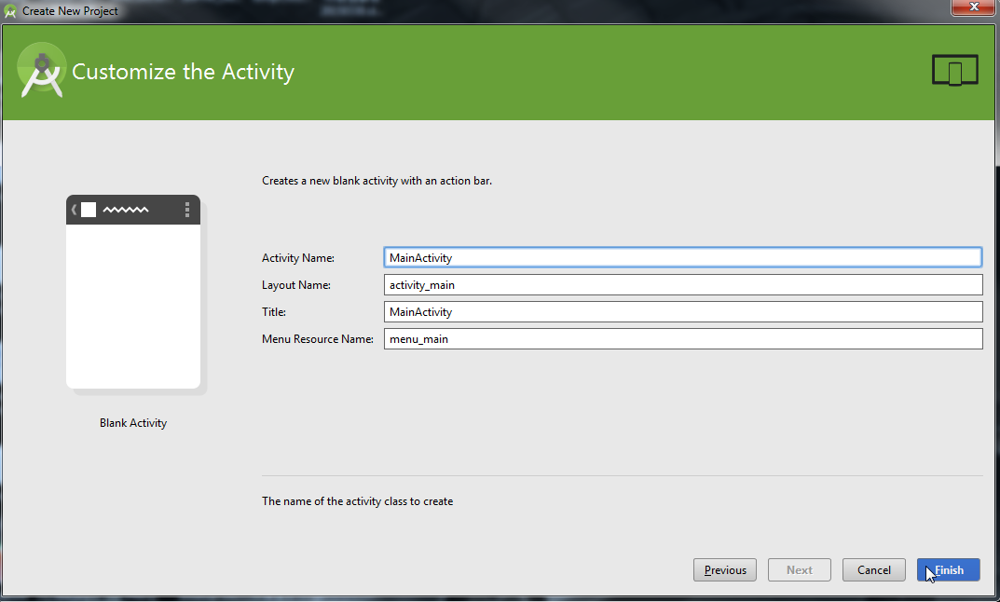 Create New Project
Customize the Activity
Creates a new blank activity with an action bar.
Activity Name: MainActivity
Layout Name: activity_main
Title: MainActivity
Menu Resource Name: menu_main
Blank Activity
The name of the activity class to create
Previous Next Cancel Finish